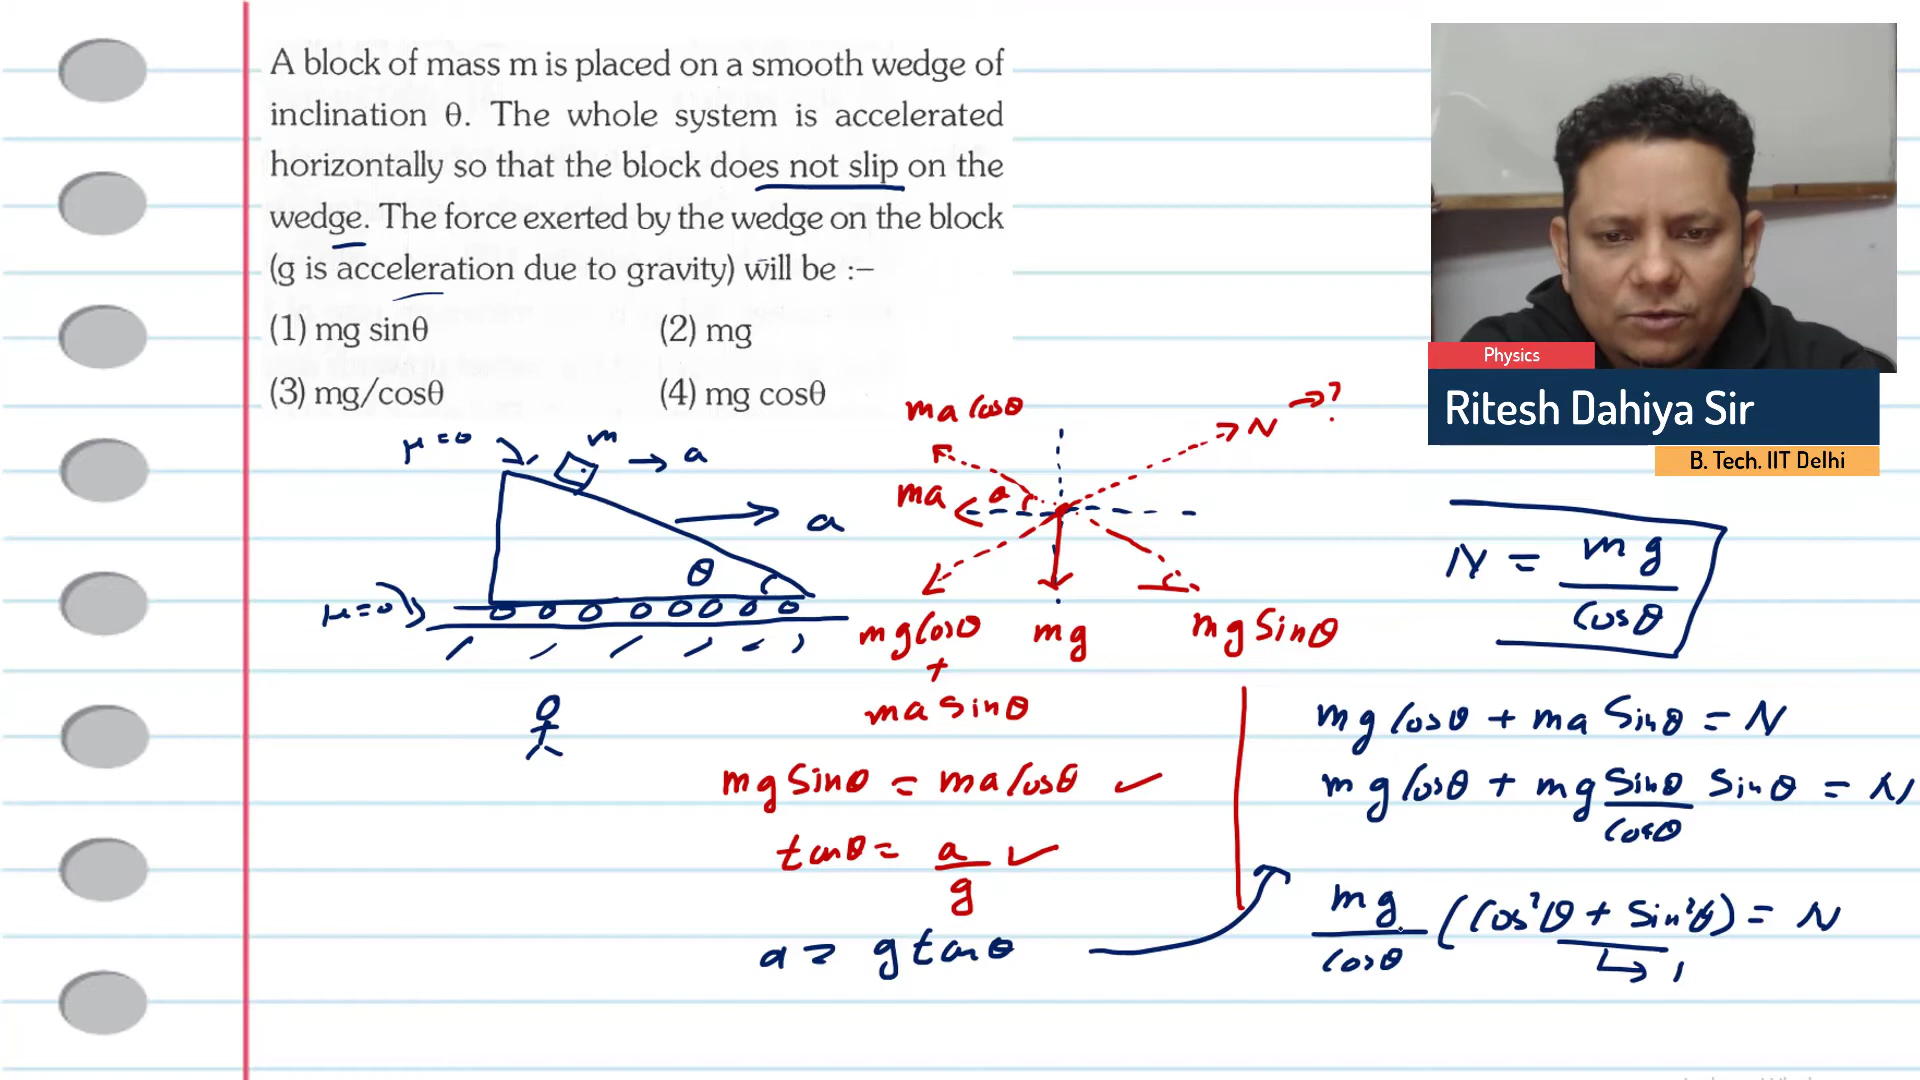 A block of mass m is placed on a smooth wedge of
inclination θ. The whole system is accelerated
horizontally so that the block does not slip on the
wedge. The force exerted by the wedge on the block
(g is acceleration due to gravity) will be :–
(1) mg sinθ
(2) mg
(3) mg/cosθ
(4) mg cosθ
Physics
Ritesh Dahiya Sir
B. Tech. IIT Delhi
μ=0
m
→ a
a
θ
μ=0
ma cosθ
N → ?
ma
θ
mg cosθ
+
ma sinθ
mg
mg sinθ
N = mg/cosθ
mg sinθ = ma cosθ ✓
tanθ = a/g ✓
a = g tanθ
mg cosθ + ma sinθ = N
mg cosθ + mg sinθ/cosθ sinθ = N
mg/cosθ (cos²θ + sin²θ) = N
↳ 1